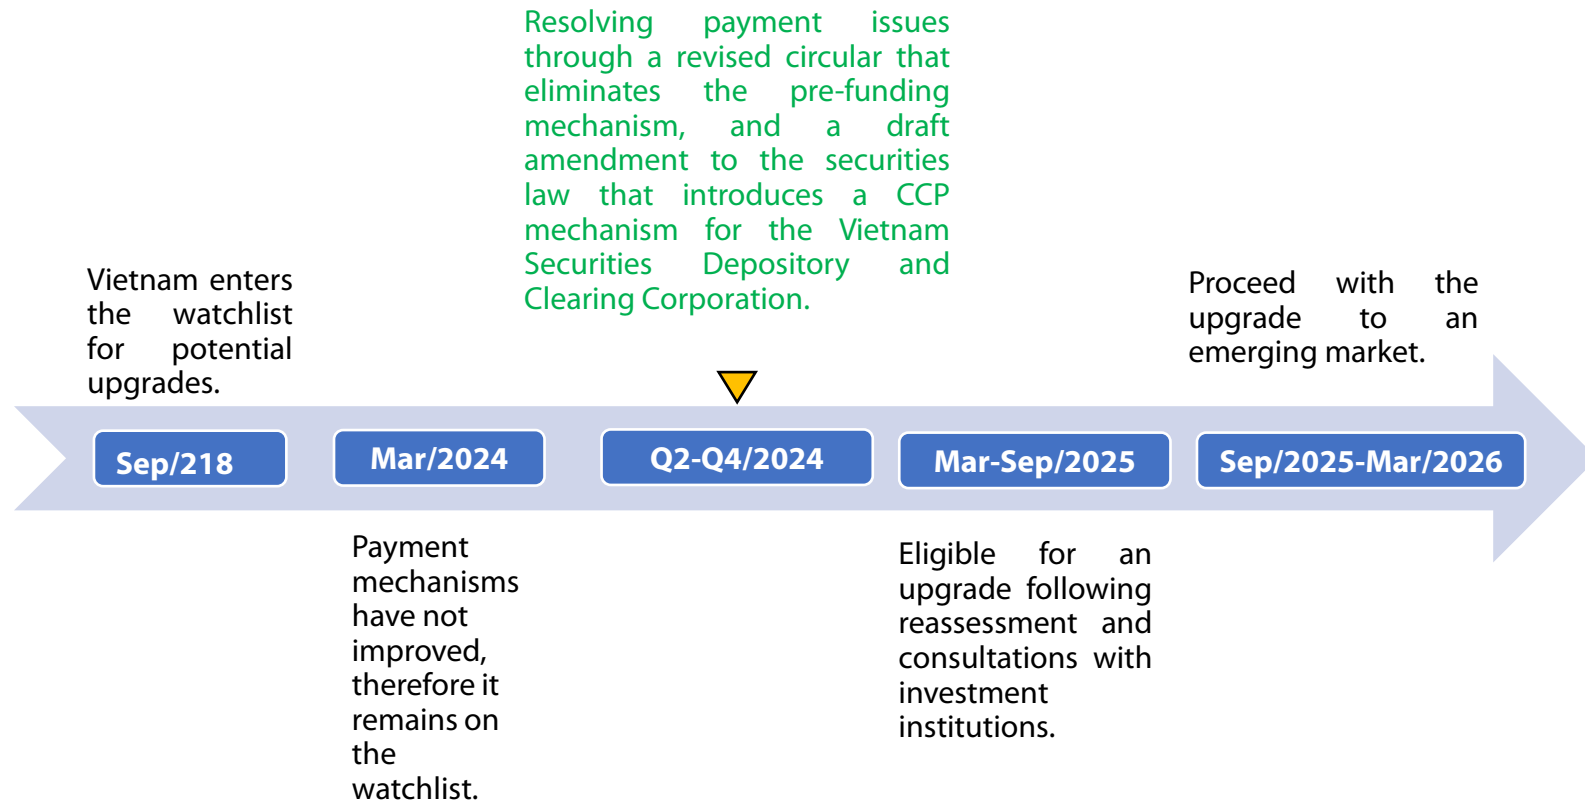 Resolving payment issues
through a revised circular that
eliminates the pre-funding
mechanism, and a draft
amendment to the securities
law that introduces a CCP
mechanism for the Vietnam
Securities Depository and
Clearing Corporation.
Vietnam enters
the watchlist
for potential
upgrades.
Proceed with the
upgrade to an
emerging market.
Sep/218
Mar/2024
Q2-Q4/2024
Mar-Sep/2025
Sep/2025-Mar/2026
Payment
mechanisms
have not
improved,
therefore it
remains on
the
watchlist.
Eligible for an
upgrade following
reassessment and
consultations with
investment
institutions.